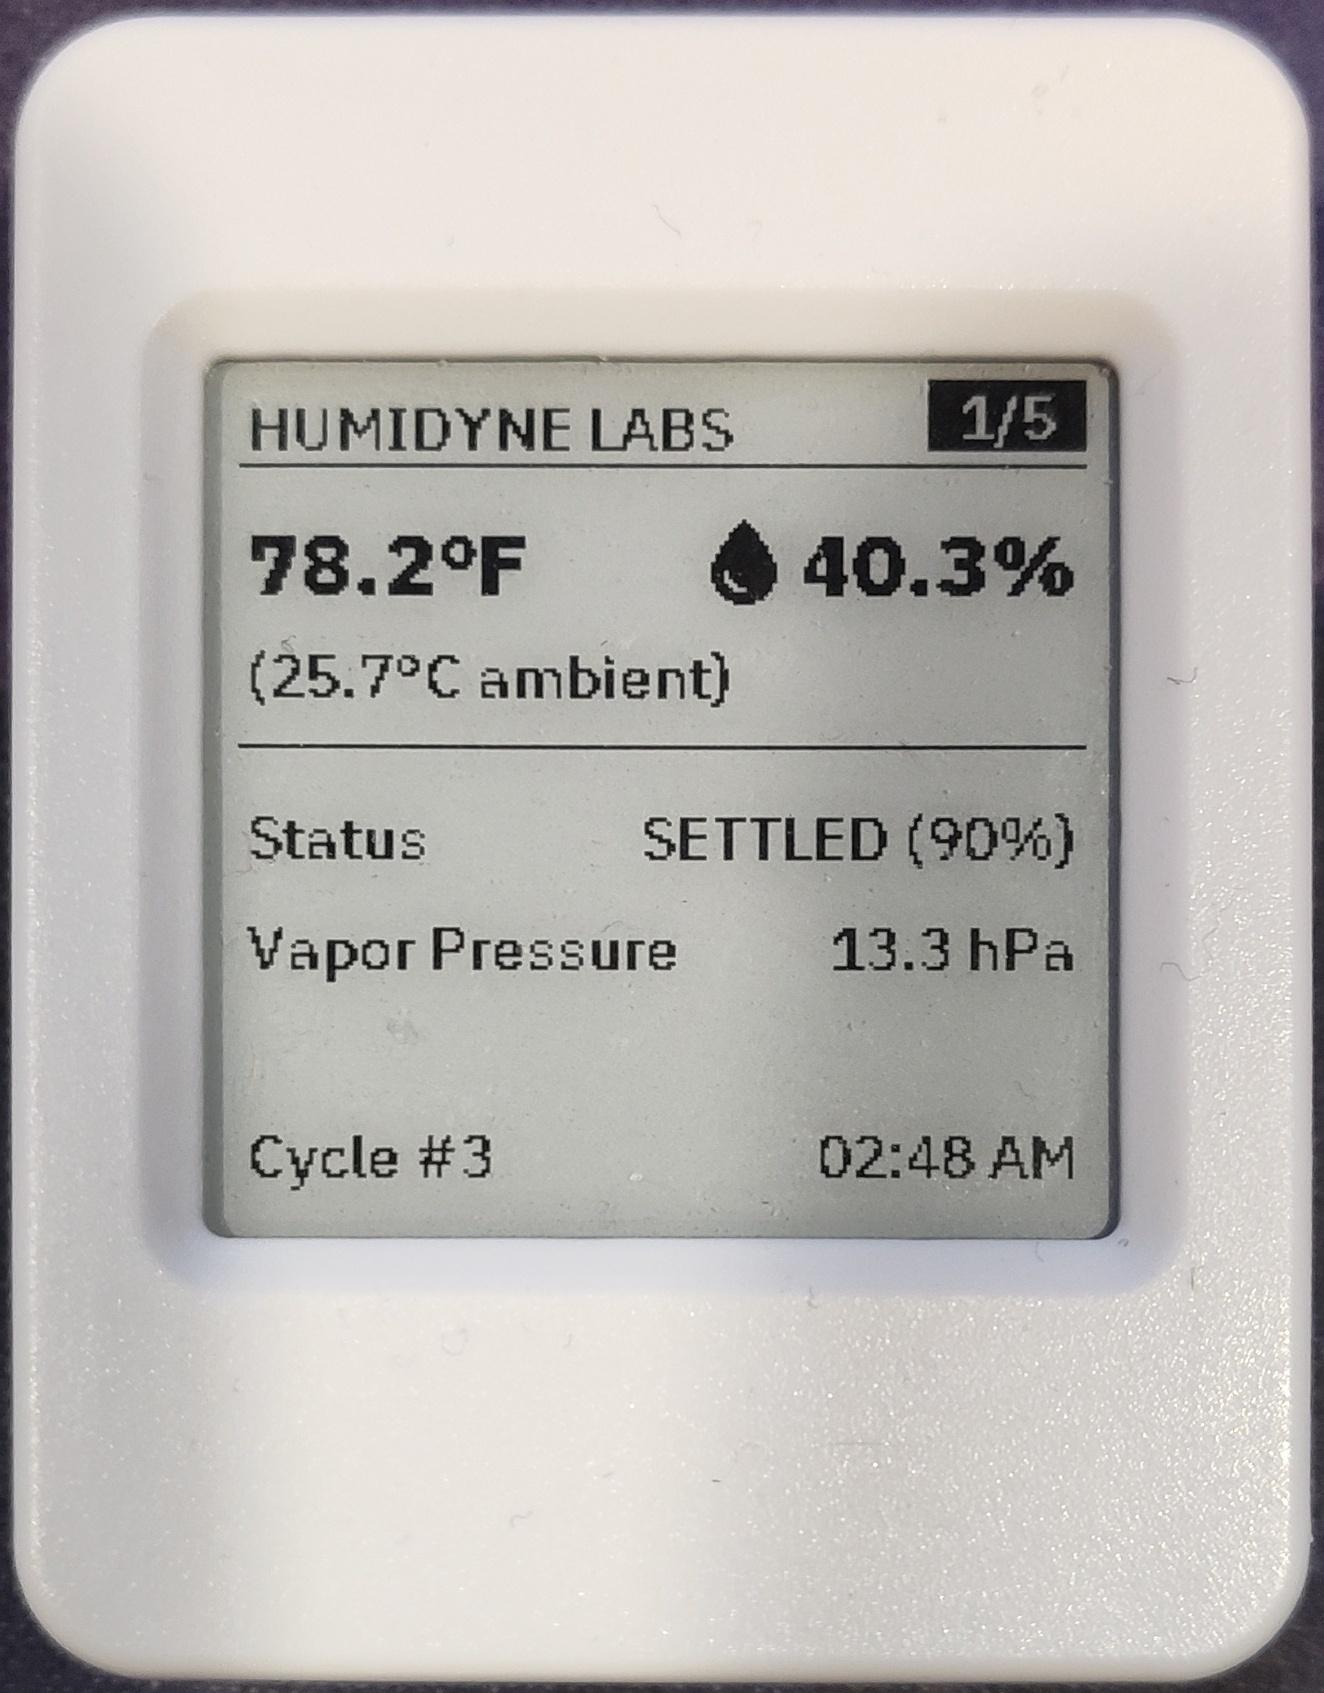 HUMIDYNE LABS 1/5
78.2°F 40.3%
(25.7°C ambient)
Status SETTLED (90%)
Vapor Pressure 13.3 hPa
Cycle #3 02:48 AM